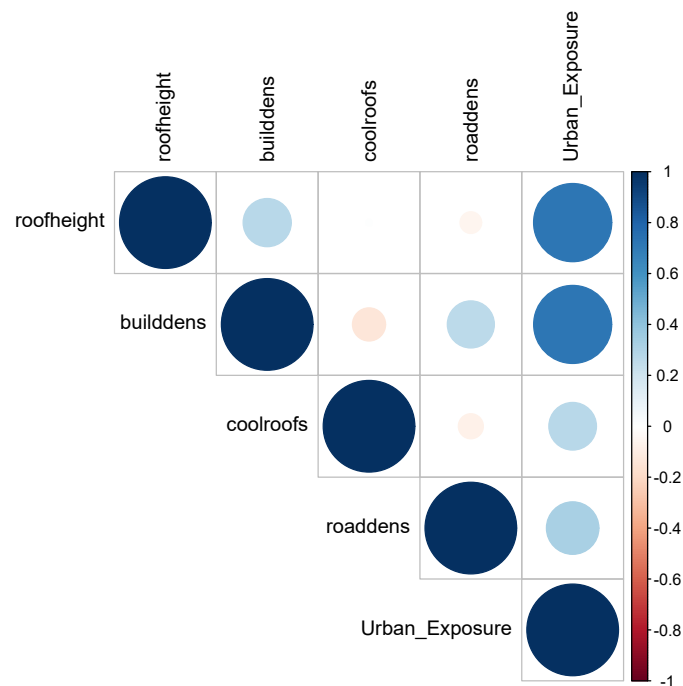 roofheight
builddens
coolroofs
roaddens
Urban_Exposure
roofheight
builddens
coolroofs
roaddens
Urban_Exposure
1
0.8
0.6
0.4
0.2
0
-0.2
-0.4
-0.6
-0.8
-1